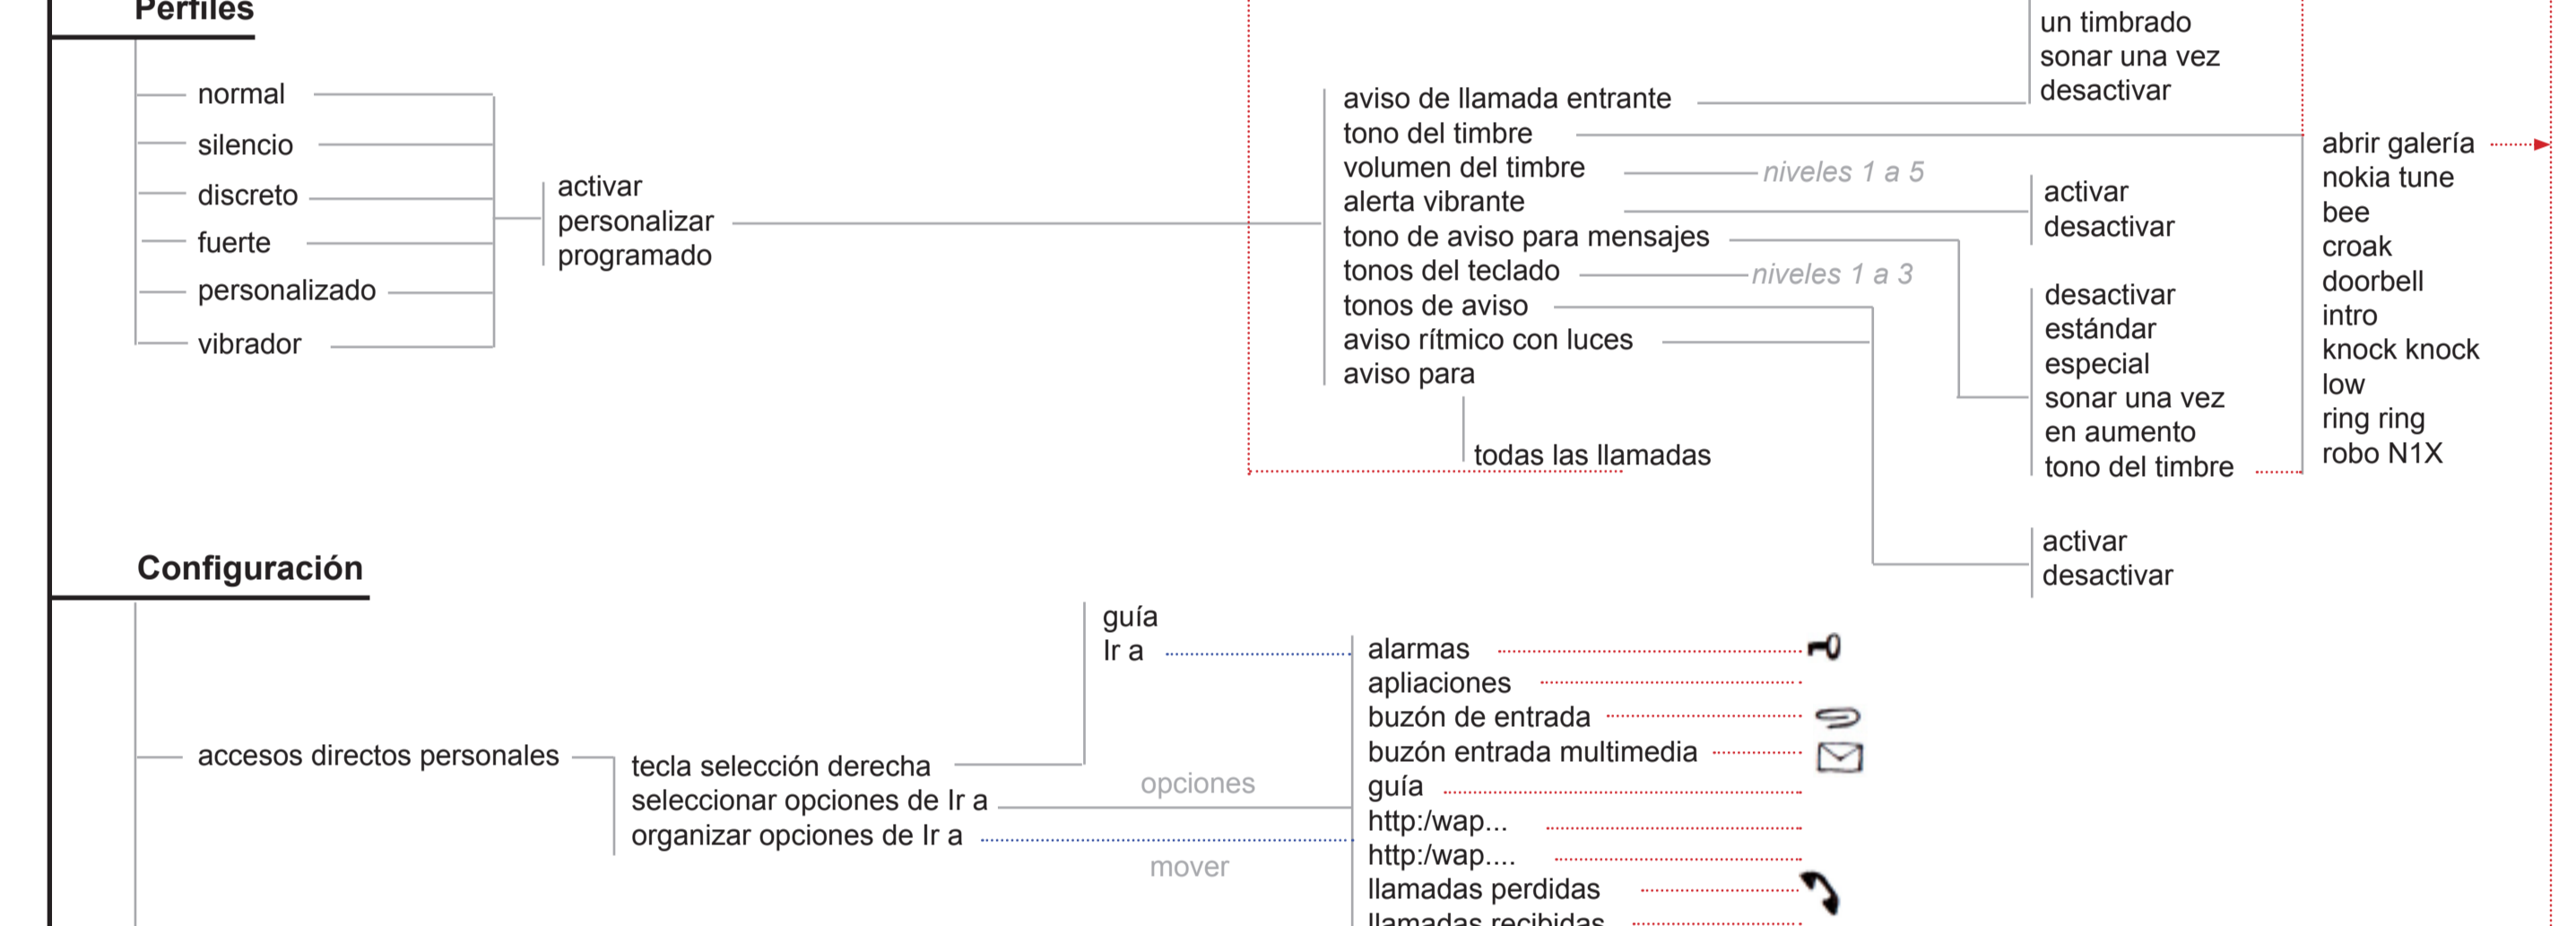 Perfiles
normal
silencio
discreto
fuerte
personalizado
vibrador
activar
personalizar
programado
aviso de llamada entrante
tono del timbre
volumen del timbre
niveles 1 a 5
alerta vibrante
tono de aviso para mensajes
tonos del teclado
niveles 1 a 3
tonos de aviso
aviso rítmico con luces
aviso para
todas las llamadas
un timbrado
sonar una vez
desactivar
activar
desactivar
desactivar
estándar
especial
sonar una vez
en aumento
tono del timbre
activar
desactivar
abrir galería
nokia tune
bee
croak
doorbell
intro
knock knock
low
ring ring
robo N1X
Configuración
accesos directos personales
tecla selección derecha
seleccionar opciones de Ir a
organizar opciones de Ir a
guía
Ir a
opciones
mover
alarmas
apliaciones
buzón de entrada
buzón entrada multimedia
guía
http:/wap...
http:/wap....
llamadas perdidas
llamadas recibidas